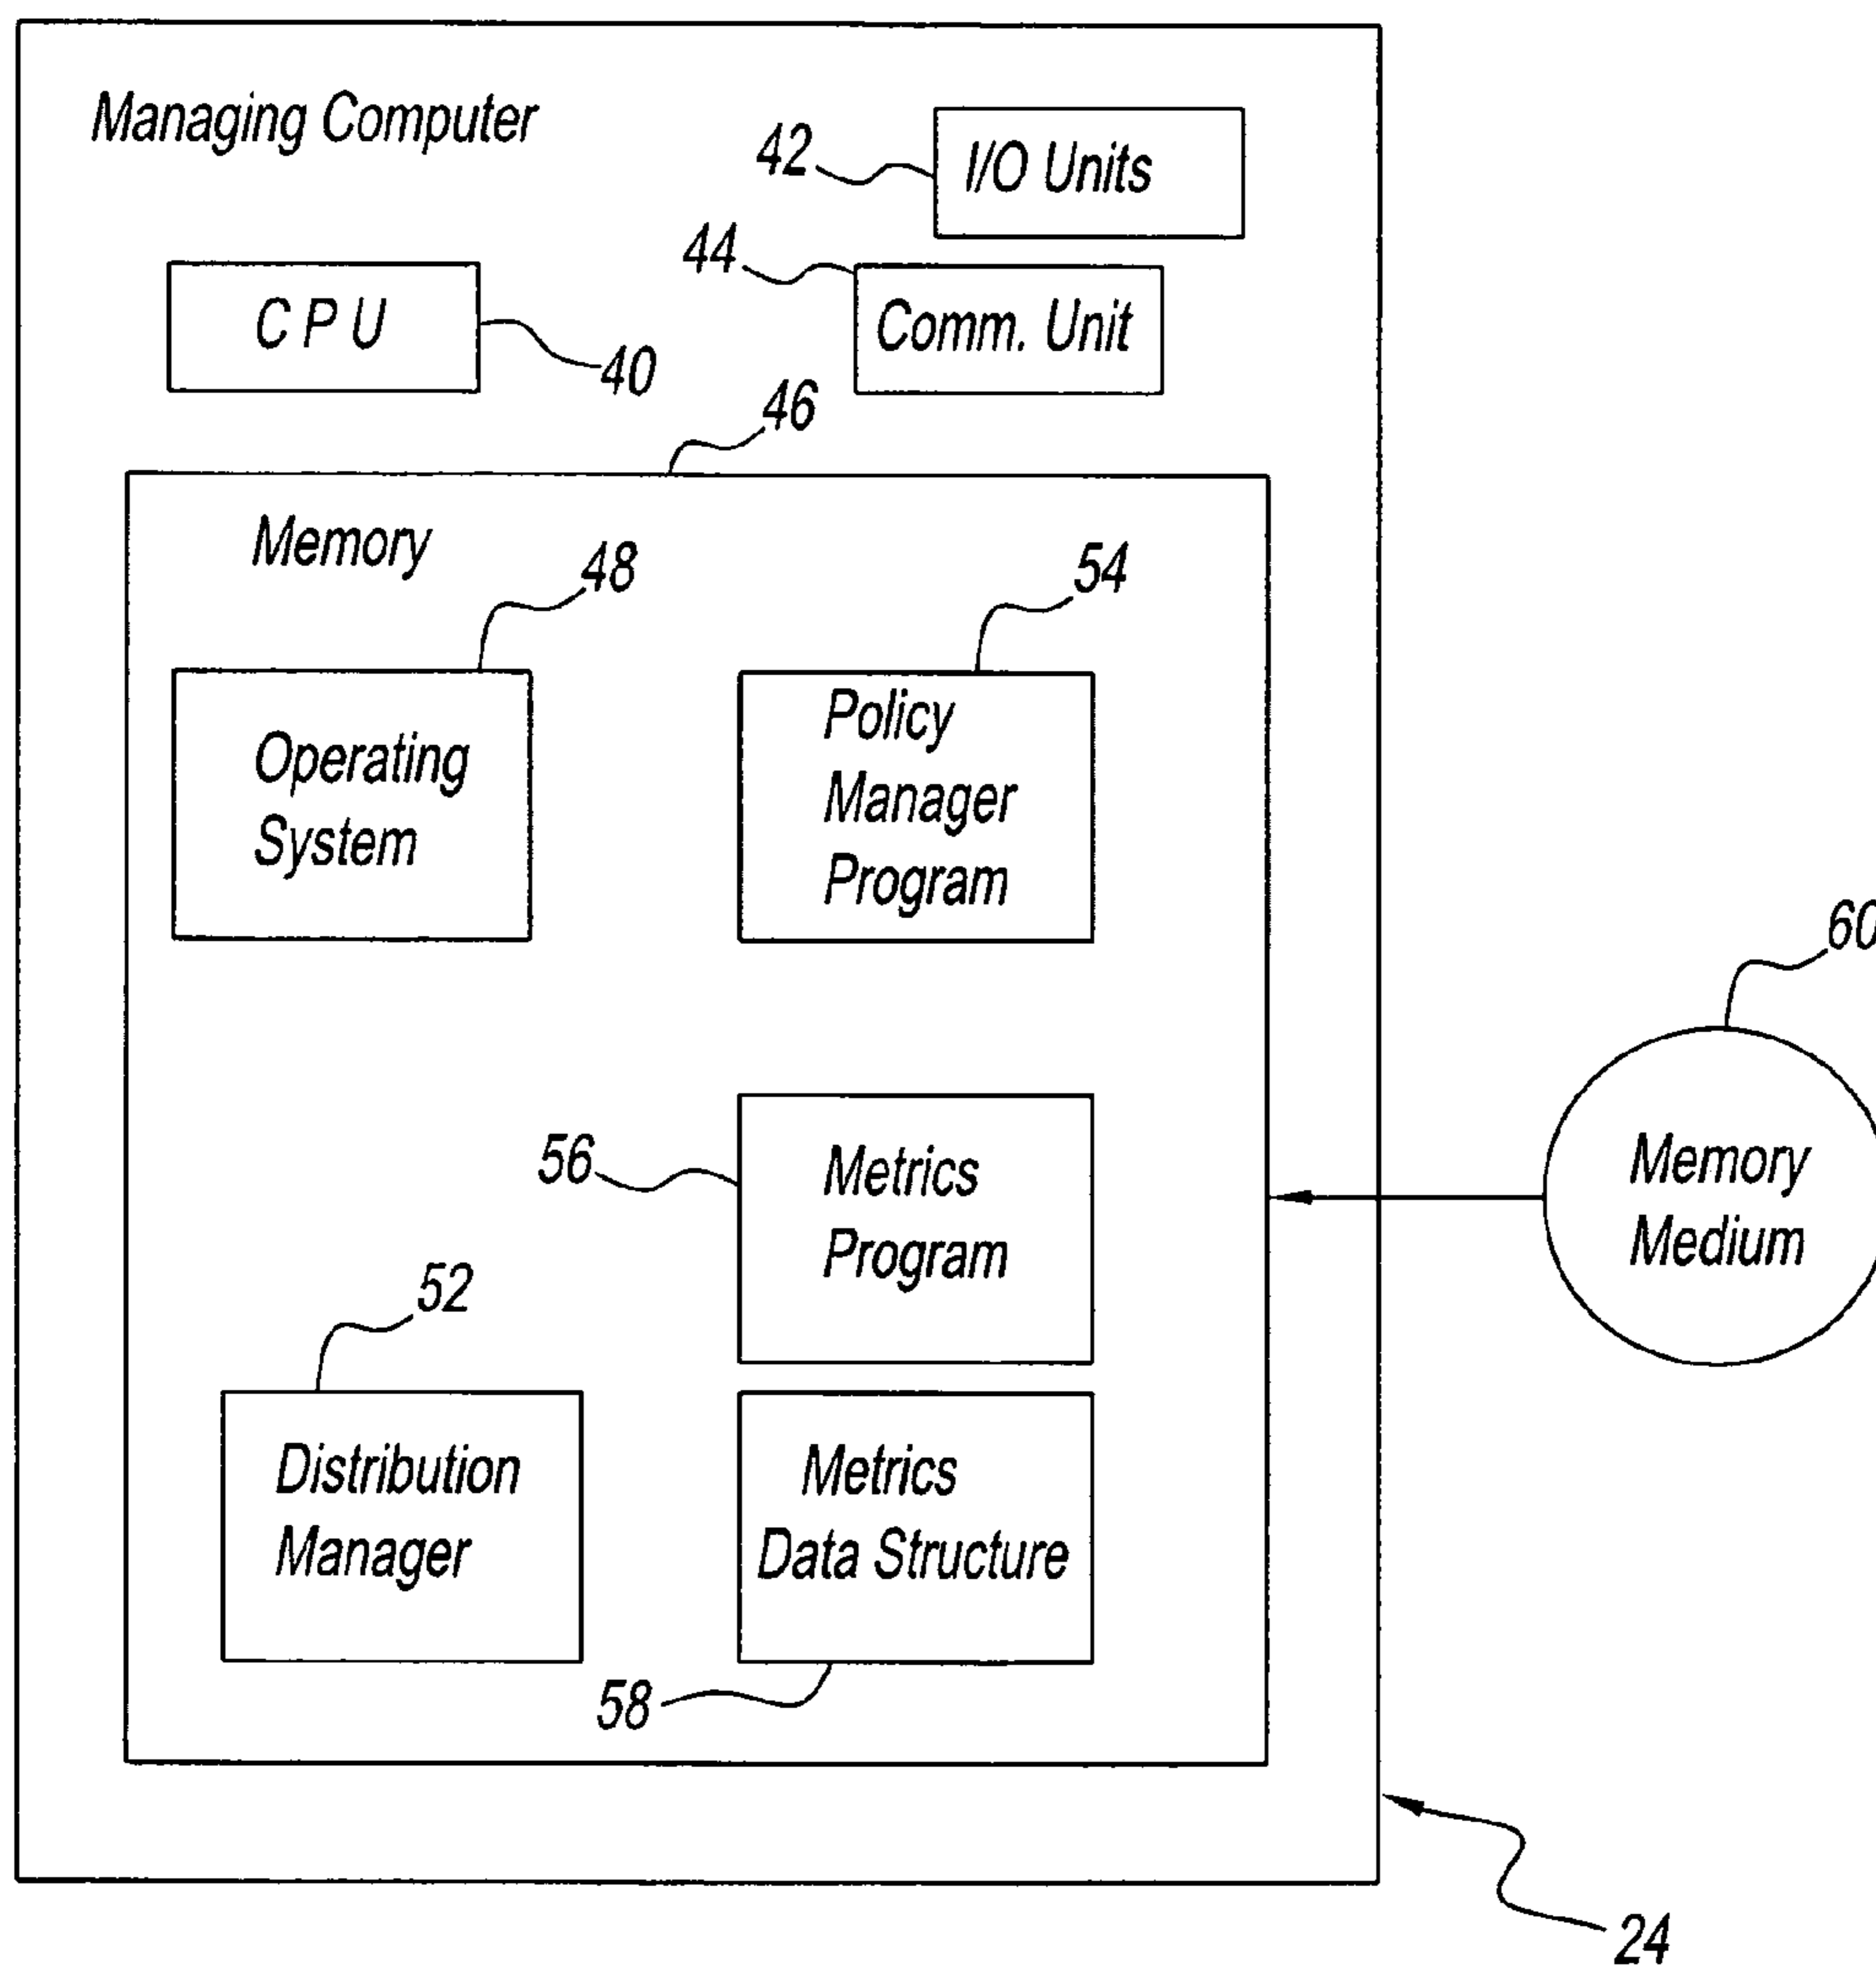 Managing Computer
42
I/O Units
44
Comm. Unit
C P U
40
46
Memory
48
54
Operating
System
Policy
Manager
Program
60
56
Metrics
Program
Memory
Medium
52
Distribution
Manager
Metrics
Data Structure
58
24